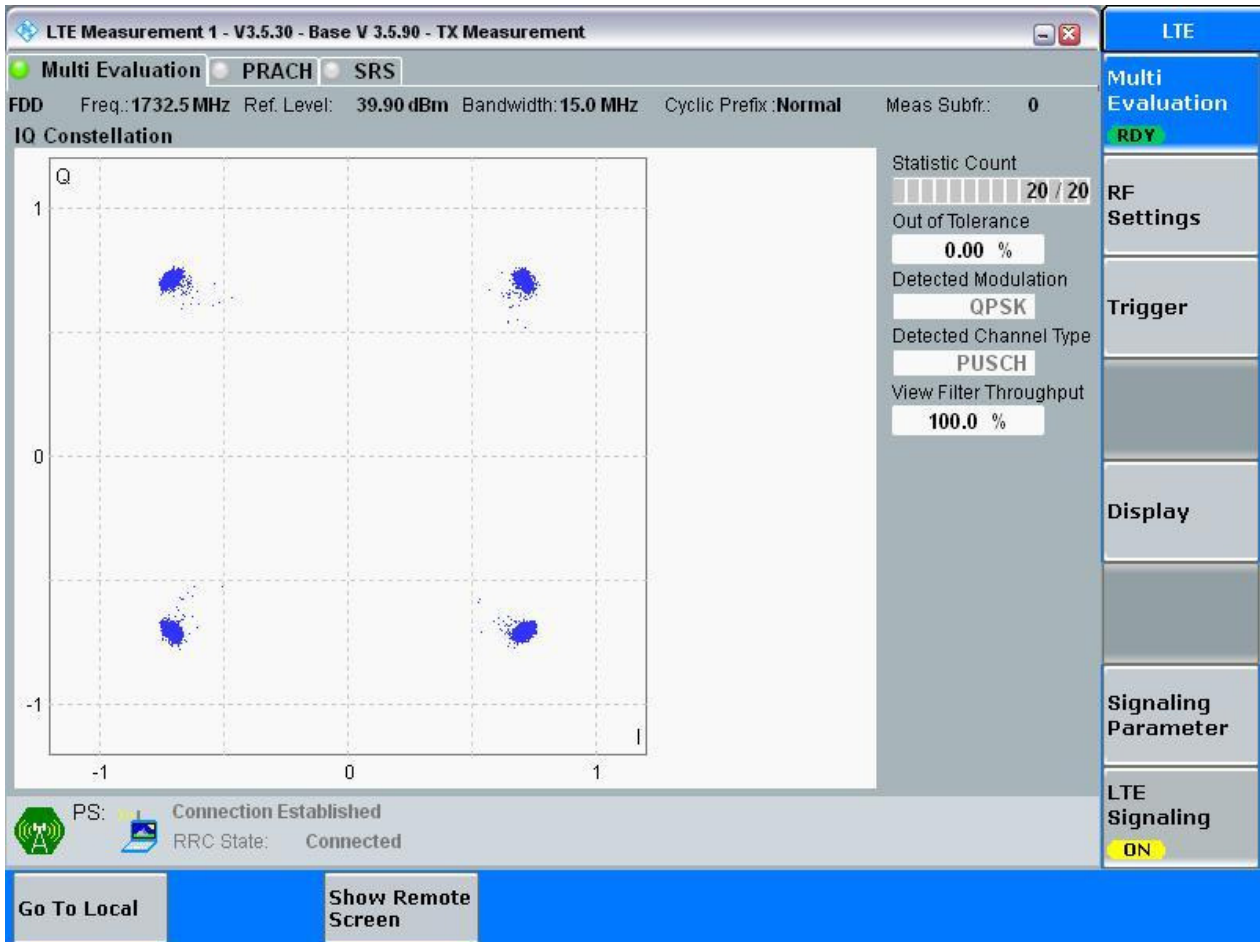 LTE Measurement 1 - V3.5.30 - Base V 3.5.90 - TX Measurement
LTE
Multi Evaluation PRACH SRS
Multi
Evaluation
RDY
FDD Freq.: 1732.5 MHz Ref. Level: 39.90 dBm Bandwidth: 15.0 MHz Cyclic Prefix : Normal Meas Subfr.: 0
IQ Constellation
Q
1
0
-1
-1 0 1
I
Statistic Count
20 / 20
Out of Tolerance
0.00 %
Detected Modulation
QPSK
Detected Channel Type
PUSCH
View Filter Throughput
100.0 %
RF
Settings
Trigger
Display
Signaling
Parameter
LTE
Signaling
ON
PS: Connection Established
RRC State: Connected
Go To Local
Show Remote
Screen